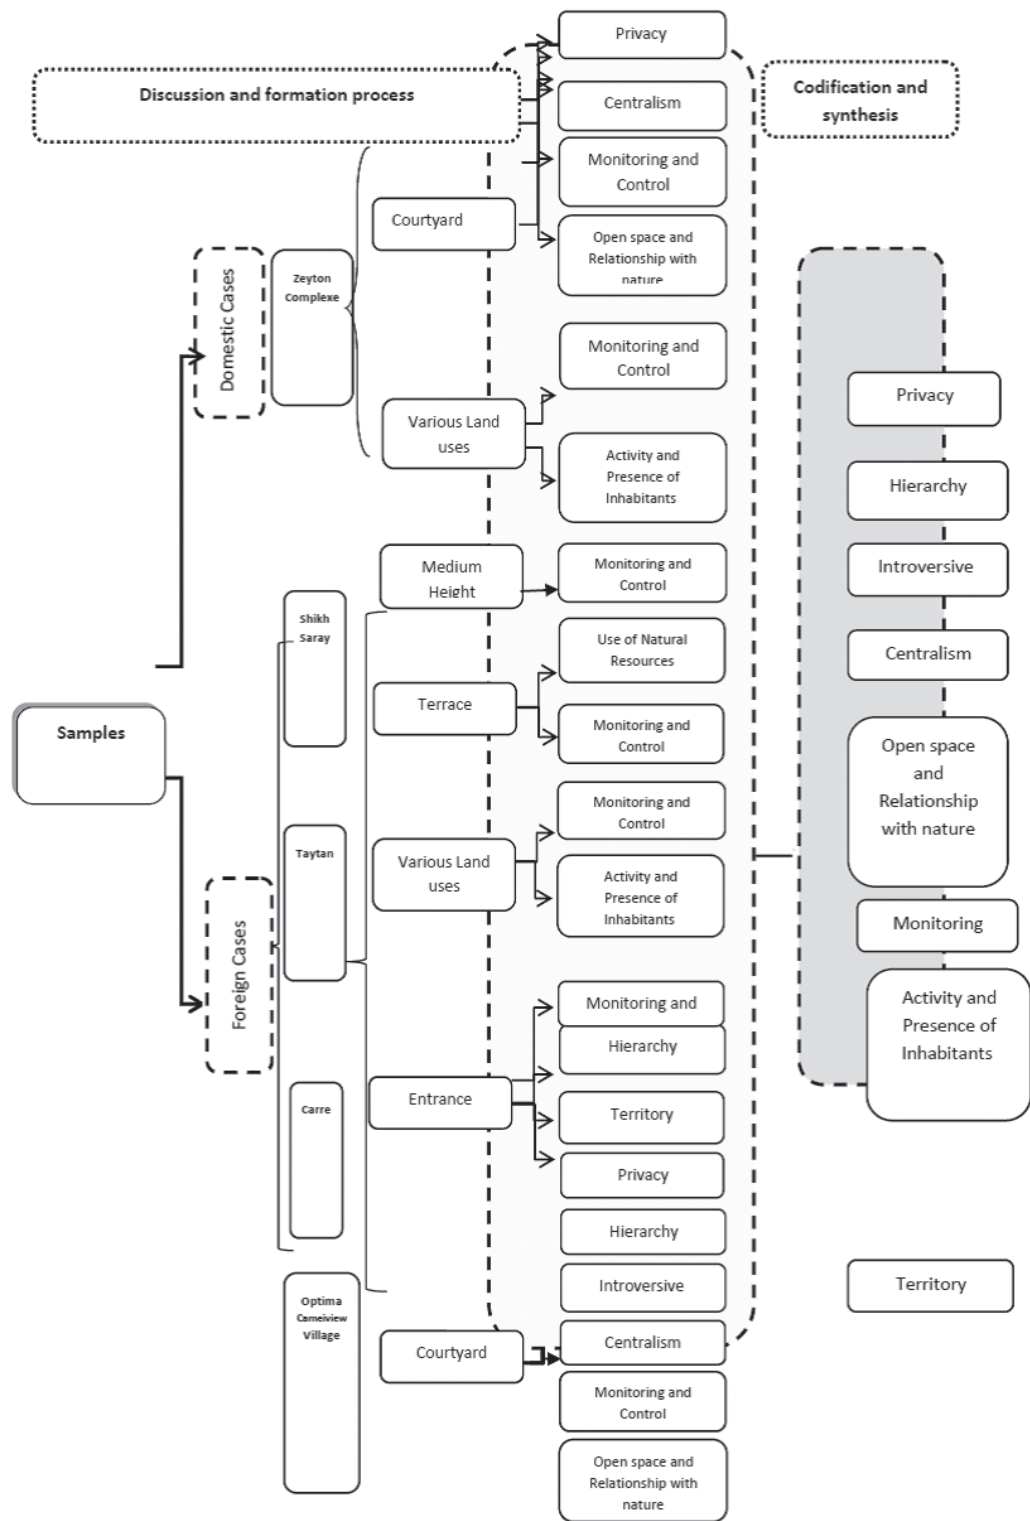 Privacy
Discussion and formation process
Codification and
synthesis
Centralism
Monitoring and
Control
Courtyard
Open space and
Relationship with
nature
Domestic Cases
Zeyton
Complexe
Monitoring and
Control
Various Land
uses
Activity and
Presence of
Inhabitants
Privacy
Hierarchy
Introversive
Centralism
Open space
and
Relationship
with nature
Monitoring
Activity and
Presence of
Inhabitants
Territory
Samples
Foreign Cases
Shikh
Saray
Taytan
Carre
Optima
Cameiview
Village
Medium
Height
Monitoring and
Control
Terrace
Use of Natural
Resources
Monitoring and
Control
Various Land
uses
Monitoring and
Control
Activity and
Presence of
Inhabitants
Entrance
Monitoring and
Hierarchy
Territory
Privacy
Hierarchy
Introversive
Courtyard
Centralism
Monitoring and
Control
Open space and
Relationship with
nature